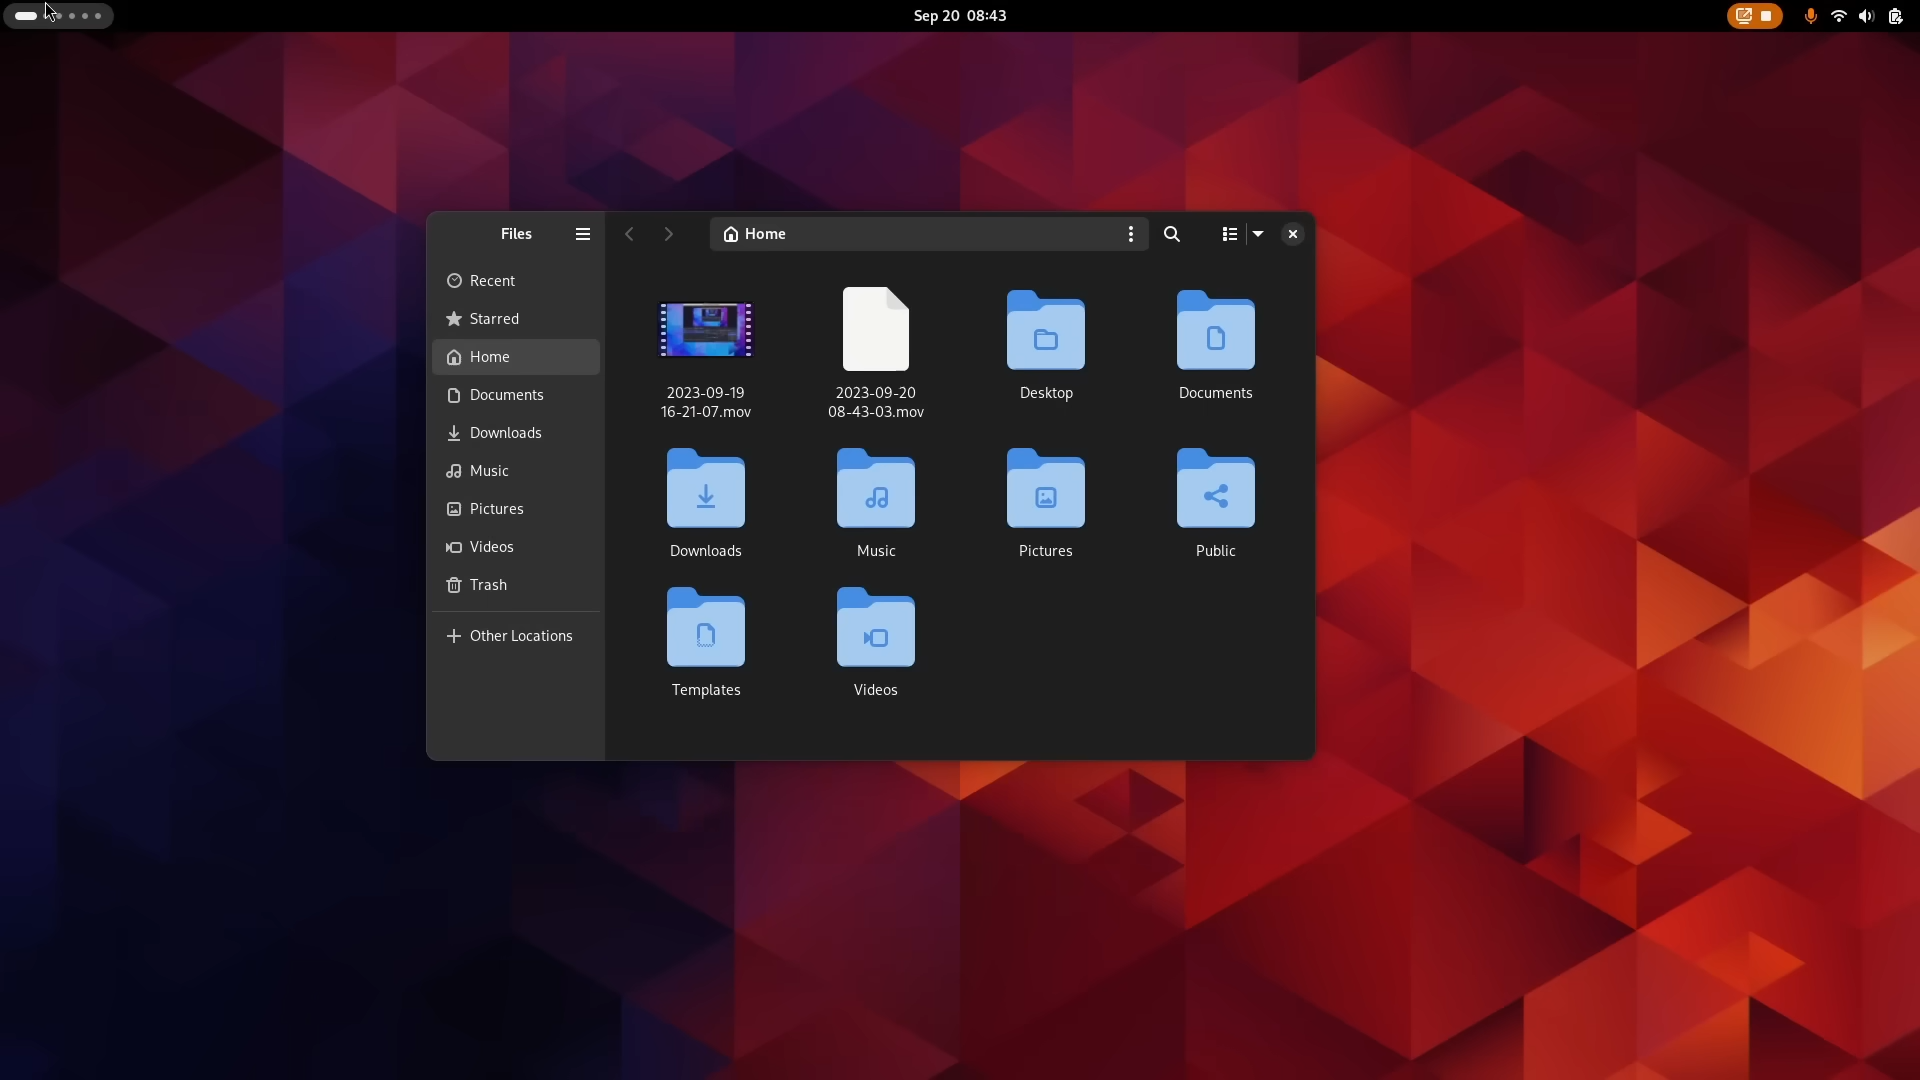 Sep 20 08:43
Files
Home
Recent
Starred
Home
Documents
Downloads
Music
Pictures
Videos
Trash
Other Locations
2023-09-19
16-21-07.mov
2023-09-20
08-43-03.mov
Desktop
Documents
Downloads
Music
Pictures
Public
Templates
Videos